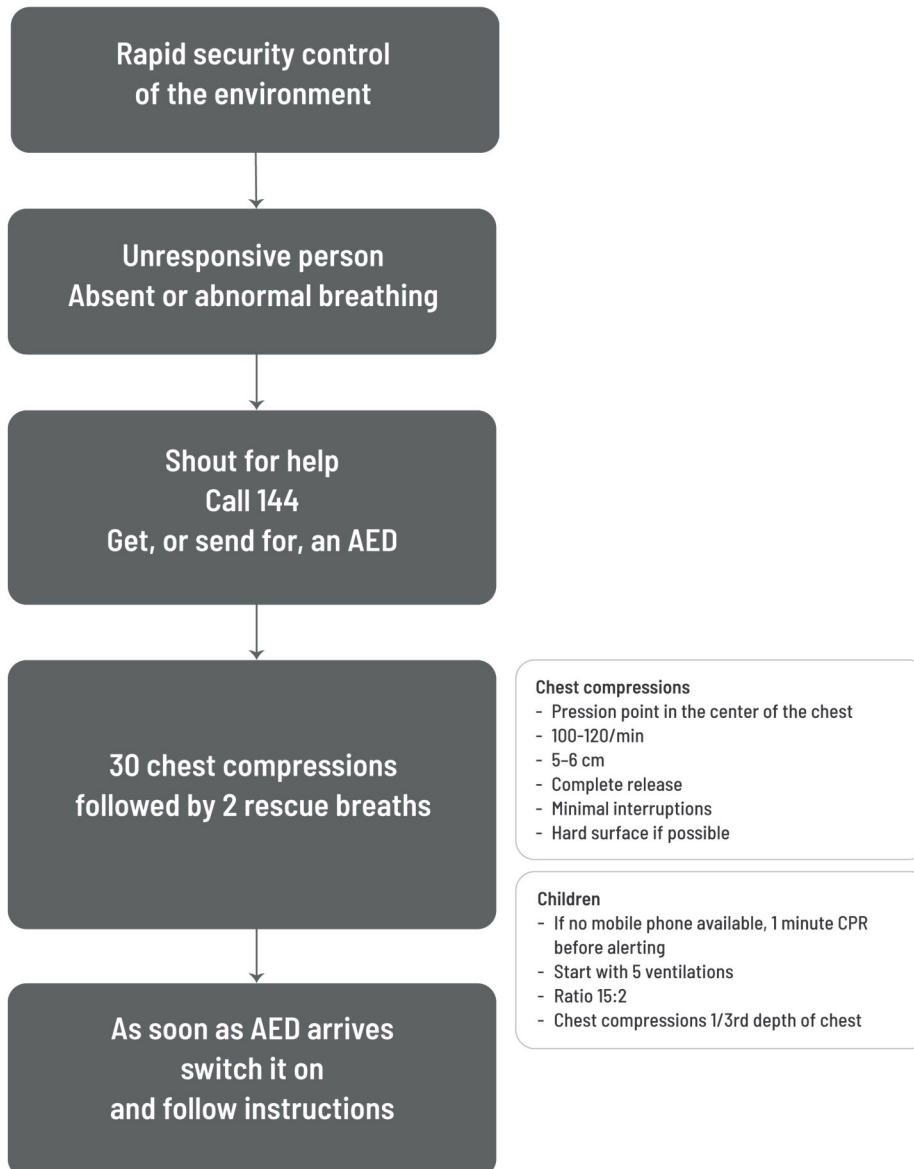 Rapid security control
of the environment
Unresponsive person
Absent or abnormal breathing
Shout for help
Call 144
Get, or send for, an AED
30 chest compressions
followed by 2 rescue breaths
Chest compressions
- Pression point in the center of the chest
- 100-120/min
- 5–6 cm
- Complete release
- Minimal interruptions
- Hard surface if possible
Children
- If no mobile phone available, 1 minute CPR
before alerting
- Start with 5 ventilations
- Ratio 15:2
- Chest compressions 1/3rd depth of chest
As soon as AED arrives
switch it on
and follow instructions